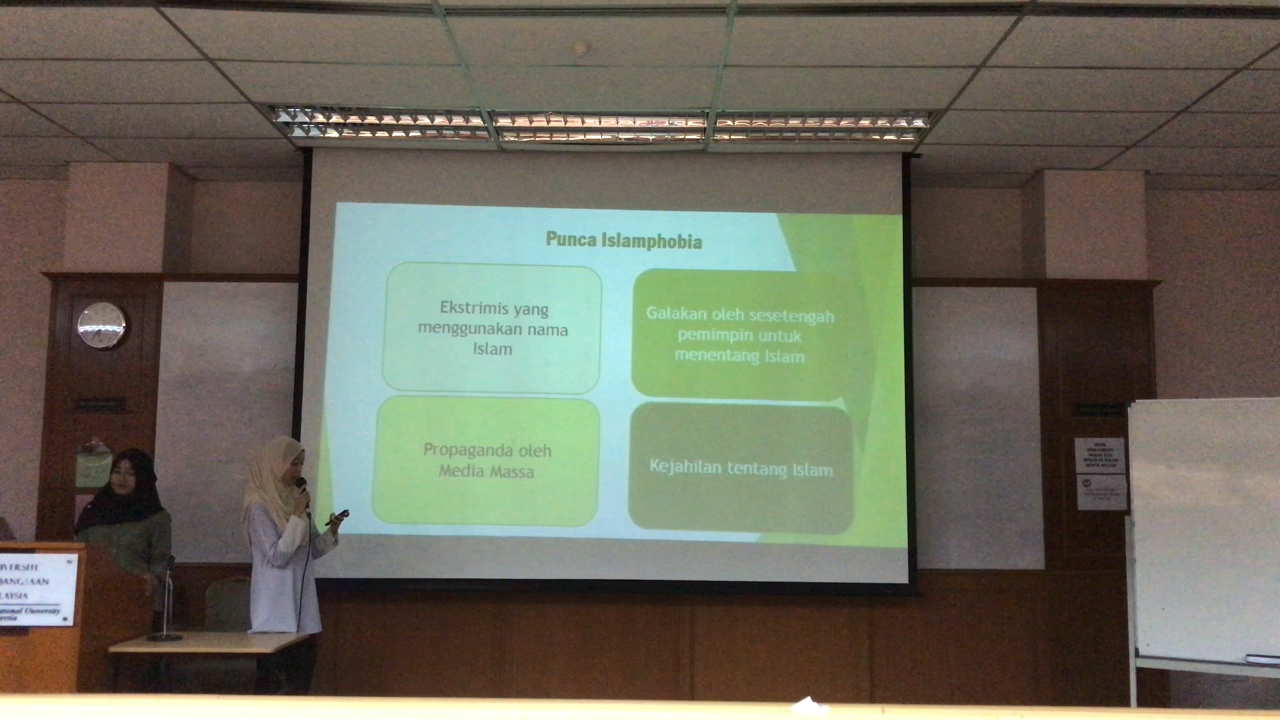 Punca Islamphobia
Ekstrimis yang
menggunakan nama
Islam
Galakan oleh sesetengah
pemimpin untuk
menentang Islam
Propaganda oleh
Media Massa
Kejahilan tentang Islam
University